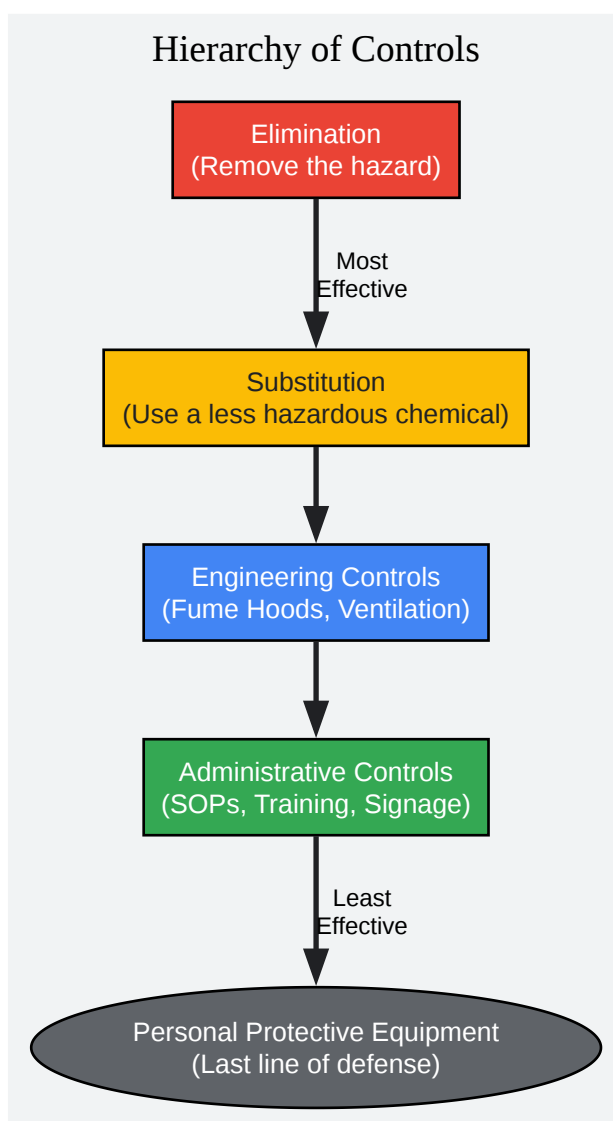 Hierarchy of Controls
Elimination
(Remove the hazard)
Most
Effective
Substitution
(Use a less hazardous chemical)
Engineering Controls
(Fume Hoods, Ventilation)
Administrative Controls
(SOPs, Training, Signage)
Least
Effective
Personal Protective Equipment
(Last line of defense)